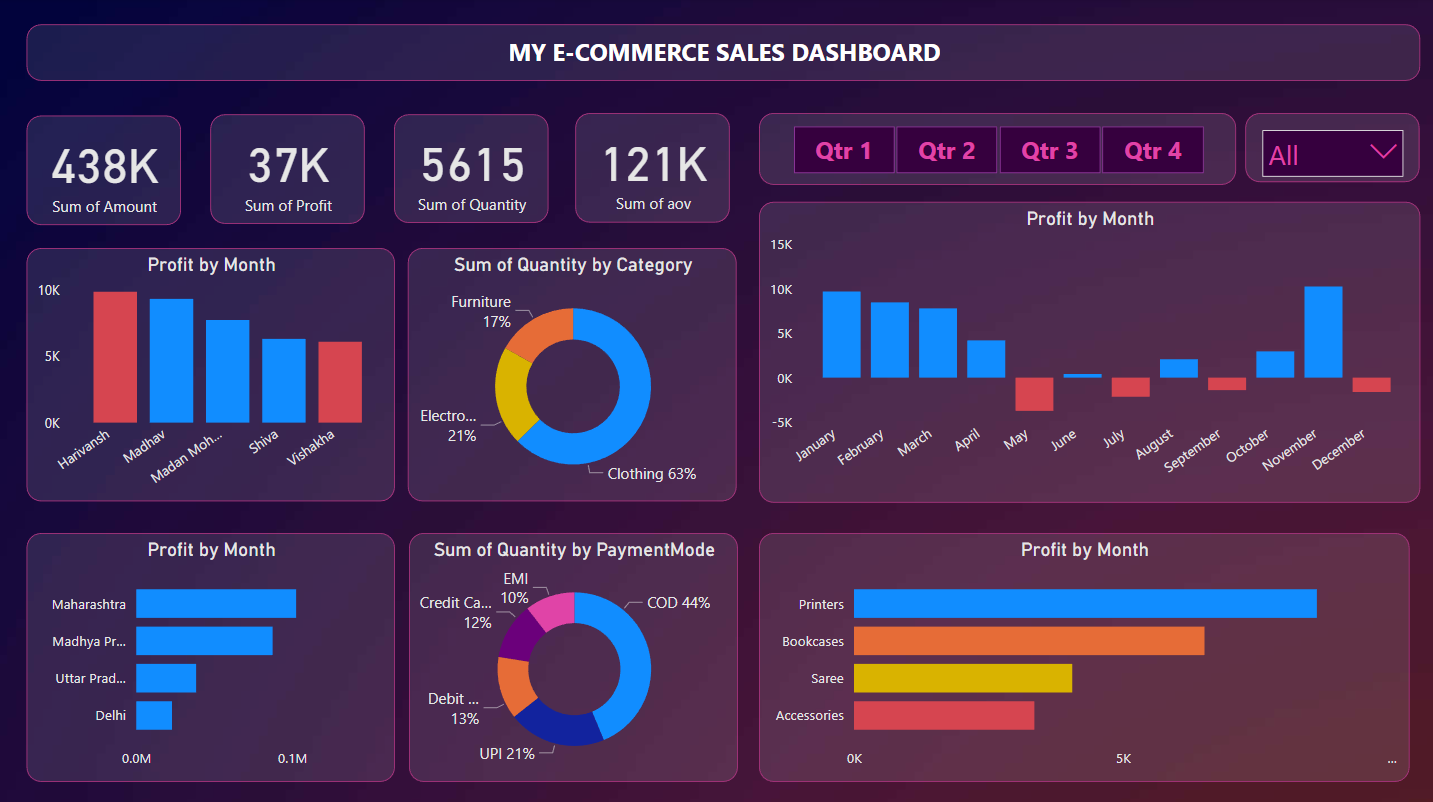 MY E-COMMERCE SALES DASHBOARD
438K
Sum of Amount
37K
Sum of Profit
5615
Sum of Quantity
121K
Sum of aov
Qtr 1
Qtr 2
Qtr 3
Qtr 4
All
Profit by Month
10K
5K
0K
Harivansh
Madhav
Madan Moh...
Shiva
Vishakha
Sum of Quantity by Category
Furniture
17%
Electro...
21%
Clothing 63%
Profit by Month
15K
10K
5K
0K
-5K
January
February
March
April
May
June
July
August
September
October
November
December
Profit by Month
Maharashtra
Madhya Pr...
Uttar Prad...
Delhi
0.0M
0.1M
Sum of Quantity by PaymentMode
EMI
10%
Credit Ca...
12%
Debit ...
13%
UPI 21%
COD 44%
Profit by Month
Printers
Bookcases
Saree
Accessories
0K
5K
...